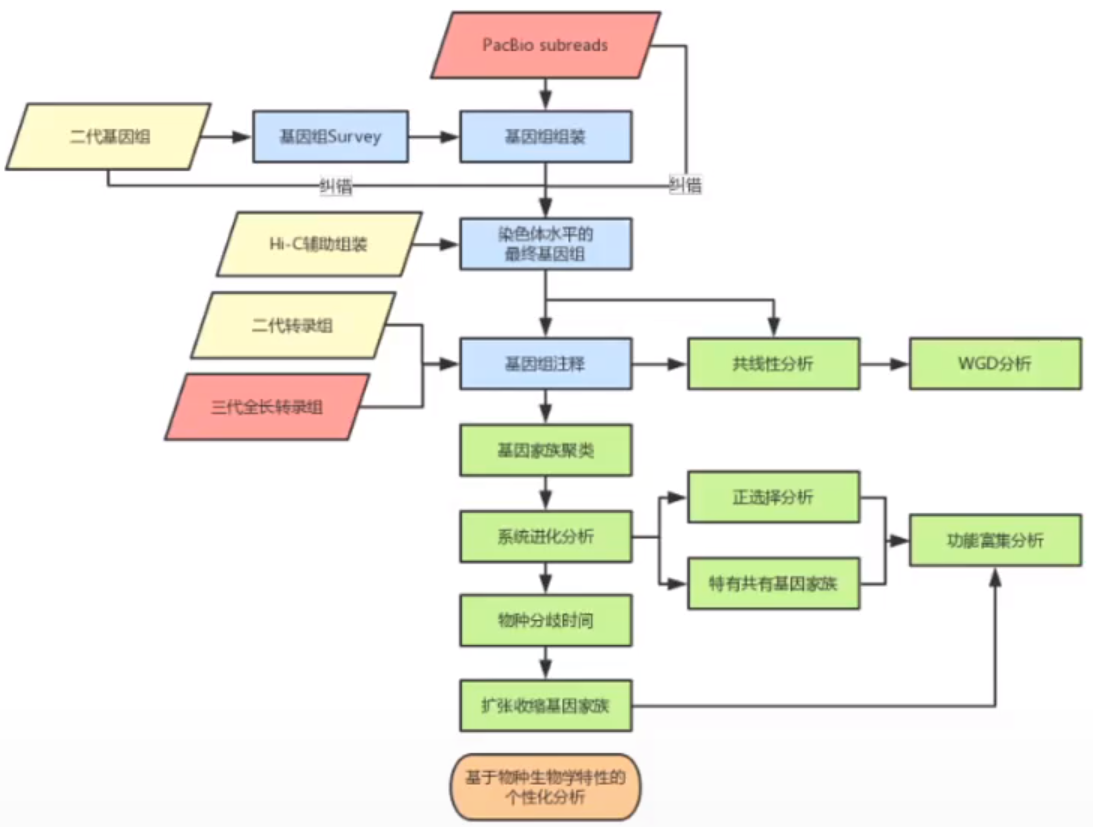 PacBio subreads
二代基因组
基因组Survey
基因组组装
纠错
纠错
Hi-C辅助组装
染色体水平的
最终基因组
二代转录组
基因组注释
共线性分析
WGD分析
三代全长转录组
基因家族聚类
正选择分析
系统进化分析
功能富集分析
特有共有基因家族
物种分歧时间
扩张收缩基因家族
基于物种生物学特性的
个性化分析